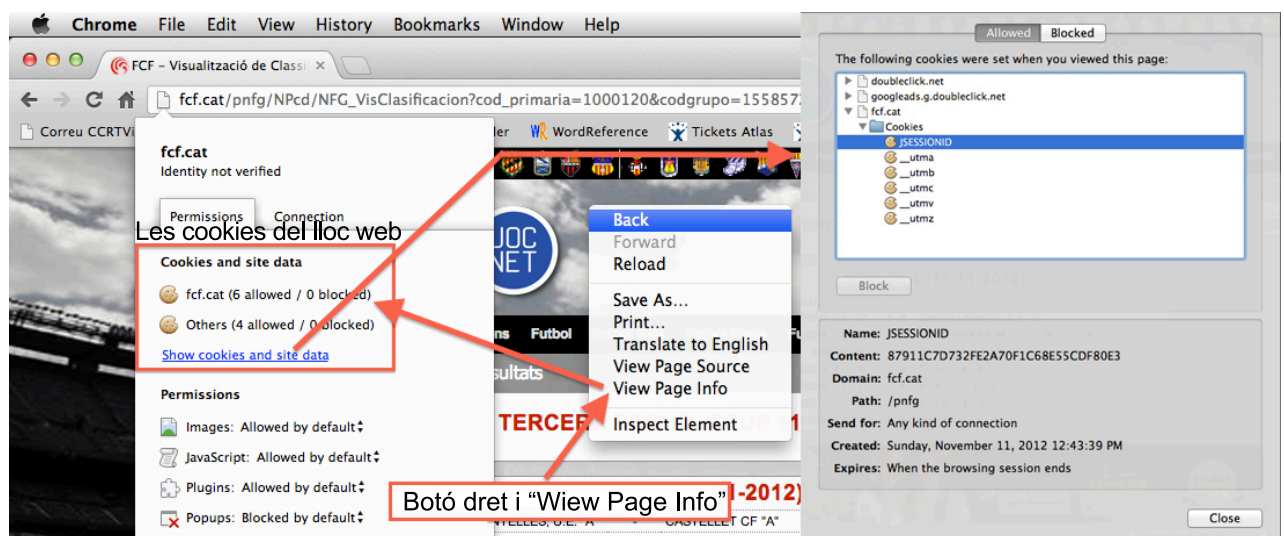 Chrome File Edit View History Bookmarks Window Help
FCF – Visualització de Classi
fcf.cat/pnfg/NPcd/NFG_VisClasificacion?cod_primaria=1000120&codgrupo=155857
Correu CCRTVi
WordReference
Tickets Atlas
fcf.cat
Identity not verified
Permissions Connection
Les cookies del lloc web
Cookies and site data
fcf.cat (6 allowed / 0 blocked)
Others (4 allowed / 0 blocked)
Show cookies and site data
Permissions
Images: Allowed by default
JavaScript: Allowed by default
Plugins: Allowed by default
Popups: Blocked by default
JOC
NET
Futbol
TERCER
Back
Forward
Reload
Save As...
Print...
Translate to English
View Page Source
View Page Info
Inspect Element
Botó dret i “Wiew Page Info”
1-2012)
CASTELLET CF "A"
Allowed Blocked
The following cookies were set when you viewed this page:
doubleclick.net
googleads.g.doubleclick.net
fcf.cat
Cookies
JSESSIONID
__utma
__utmb
__utmc
__utmv
__utmz
Block
Name: JSESSIONID
Content: 87911C7D732FE2A70F1C68E55CDF80E3
Domain: fcf.cat
Path: /pnfg
Send for: Any kind of connection
Created: Sunday, November 11, 2012 12:43:39 PM
Expires: When the browsing session ends
Close